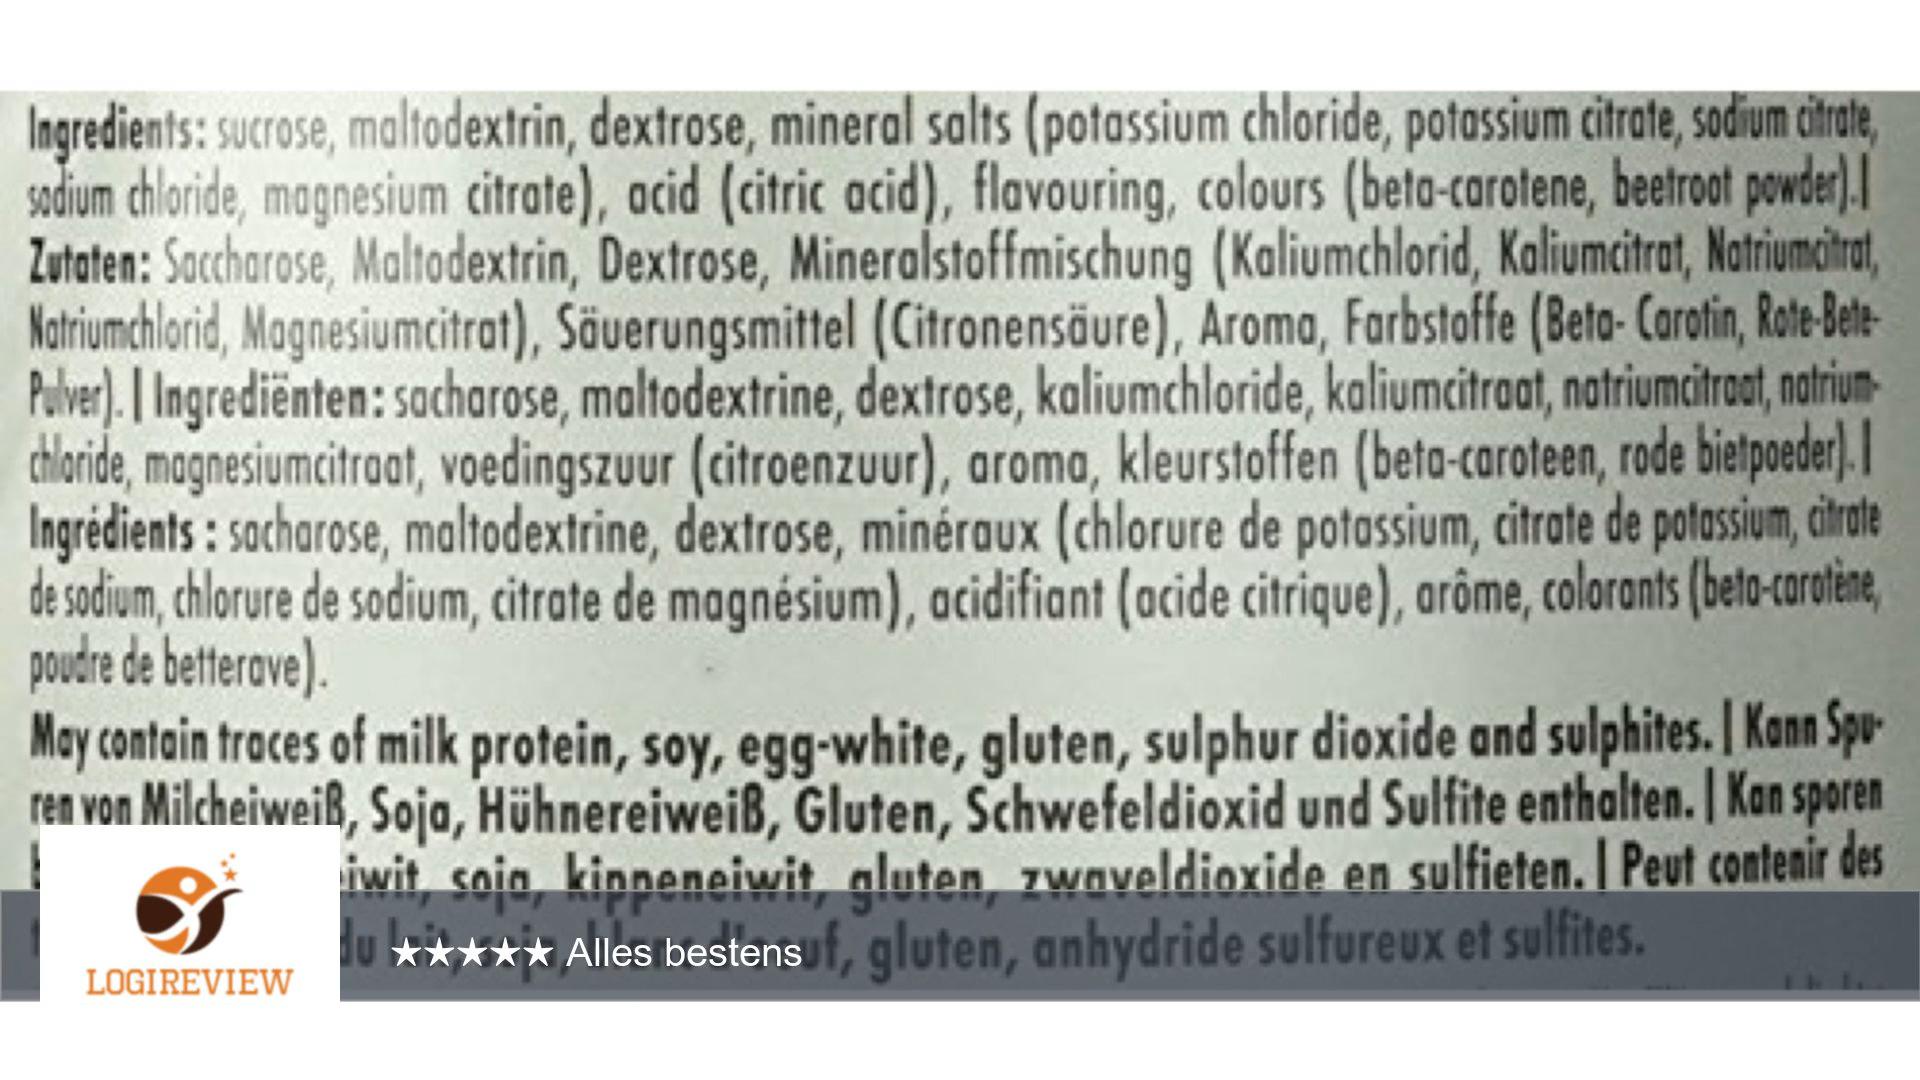 Ingredients: sucrose, maltodextrin, dextrose, mineral salts (potassium chloride, potassium citrate, sodium citrate,
sodium chloride, magnesium citrate), acid (citric acid), flavouring, colours (beta-carotene, beetroot powder). |
Zutaten: Saccharose, Maltodextrin, Dextrose, Mineralstoffmischung (Kaliumchlorid, Kaliumcitrat, Natriumcitrat,
Natriumchlorid, Magnesiumcitrat), Säuerungsmittel (Citronensäure), Aroma, Farbstoffe (Beta- Carotin, Rote-Bete-
Pulver). | Ingrediënten: sacharose, maltodextrine, dextrose, kaliumchloride, kaliumcitraat, natriumcitraat, natrium-
chloride, magnesiumcitraat, voedingszuur (citroenzuur), aroma, kleurstoffen (beta-caroteen, rode bietpoeder). |
Ingrédients : sacharose, maltodextrine, dextrose, minéraux (chlorure de potassium, citrate de potassium, citrate
de sodium, chlorure de sodium, citrate de magnésium), acidifiant (acide citrique), arôme, colorants (beta-carotène,
poudre de betterave).
May contain traces of milk protein, soy, egg-white, gluten, sulphur dioxide and sulphites. | Kann Spu-
ren von Milcheiweiß, Soja, Hühnereiweiß, Gluten, Schwefeldioxid und Sulfite enthalten. | Kan sporen
soja, kippeneiwit, gluten, zwaveldioxide en sulfieten. | Peut contenir des
du gluten, anhydride sulfureux et sulfites.
★★★★★ Alles bestens
LOGIREVIEW